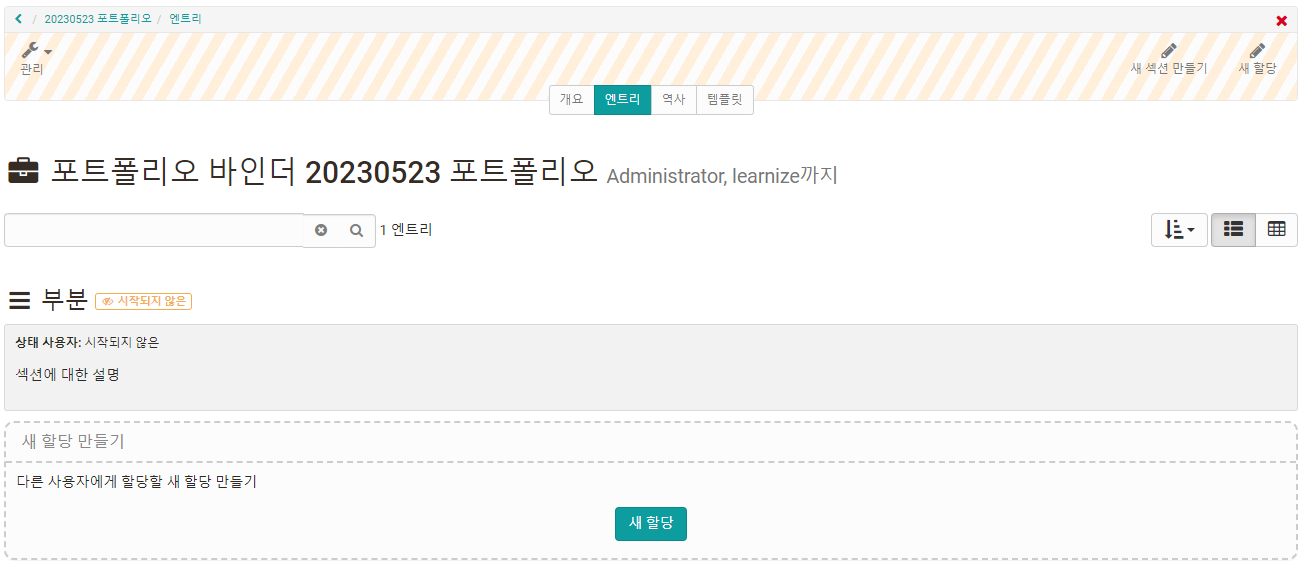 / 20230523 포트폴리오 / 엔트리
관리
새 섹션 만들기 새 할당
개요 엔트리 역사 템플릿
포트폴리오 바인더 20230523 포트폴리오 Administrator, learnize까지
1 엔트리
부분 시작되지 않은
상태 사용자: 시작되지 않은
섹션에 대한 설명
새 할당 만들기
다른 사용자에게 할당할 새 할당 만들기
새 할당